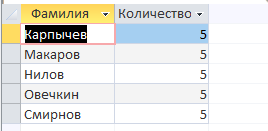 Фамилия Количество
Карпычев 5
Макаров 5
Нилов 5
Овечкин 5
Смирнов 5